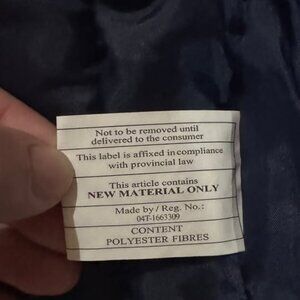 Not to be removed until
delivered to the consumer
This label is affixed in compliance
with provincial law
This article contains
NEW MATERIAL ONLY
Made by / Reg. No.:
04T-1663309
CONTENT
POLYESTER FIBRES